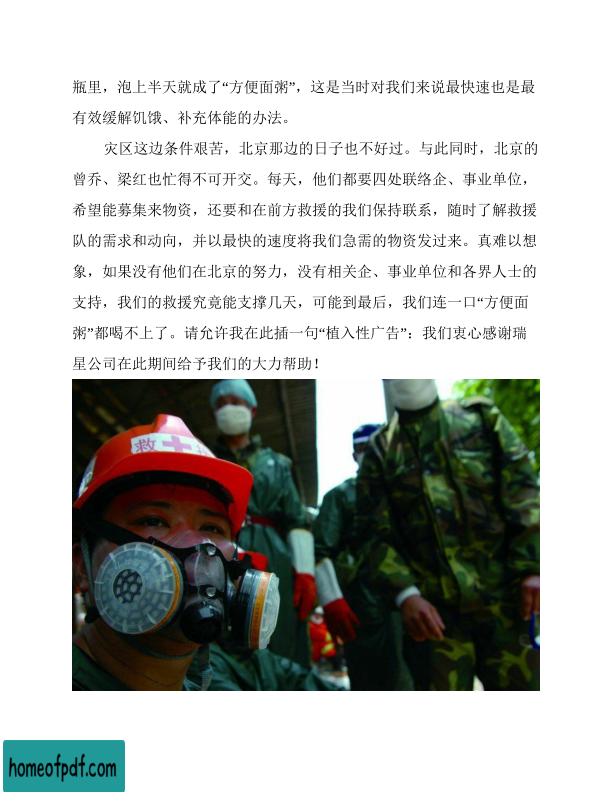 瓶里，泡上半天就成了“方便面粥”，这是当时对我们来说最快速也是最
有效缓解饥饿、补充体能的办法。
灾区这边条件艰苦，北京那边的日子也不好过。与此同时，北京的
曾乔、梁红也忙得不可开交。每天，他们都要四处联络企、事业单位，
希望能募集来物资，还要和在前方救援的我们保持联系，随时了解救援
队的需求和动向，并以最快的速度将我们急需的物资发过来。真难以想
象，如果没有他们在北京的努力，没有相关企、事业单位和各界人士的
支持，我们的救援究竟能支撑几天，可能到最后，我们连一口“方便面
粥”都喝不上了。请允许我在此插一句“植入性广告”：我们衷心感谢瑞
星公司在此期间给予我们的大力帮助！
救
homeofpdf.com